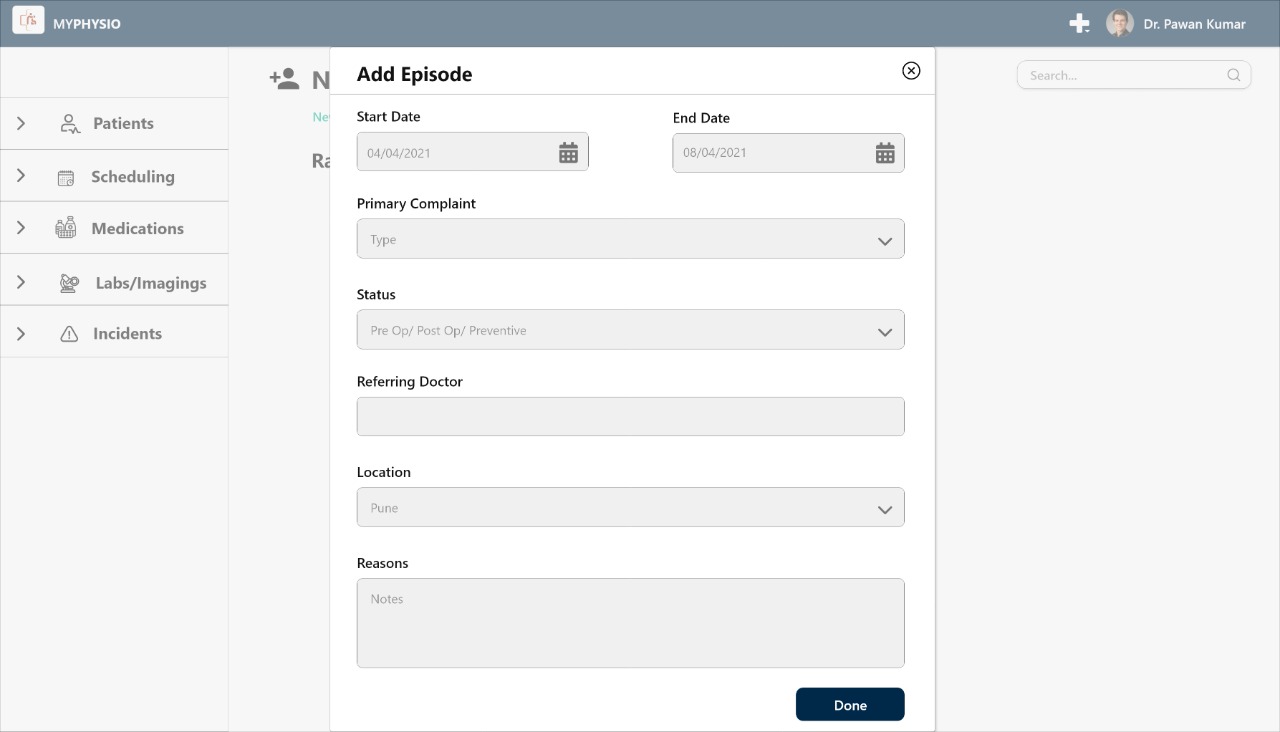 MYPHYSIO
Dr. Pawan Kumar
Add Episode
Search...
Patients
Scheduling
Medications
Labs/Imagings
Incidents
Start Date
End Date
04/04/2021
08/04/2021
Primary Complaint
Type
Status
Pre Op/ Post Op/ Preventive
Referring Doctor
Location
Pune
Reasons
Notes
Done